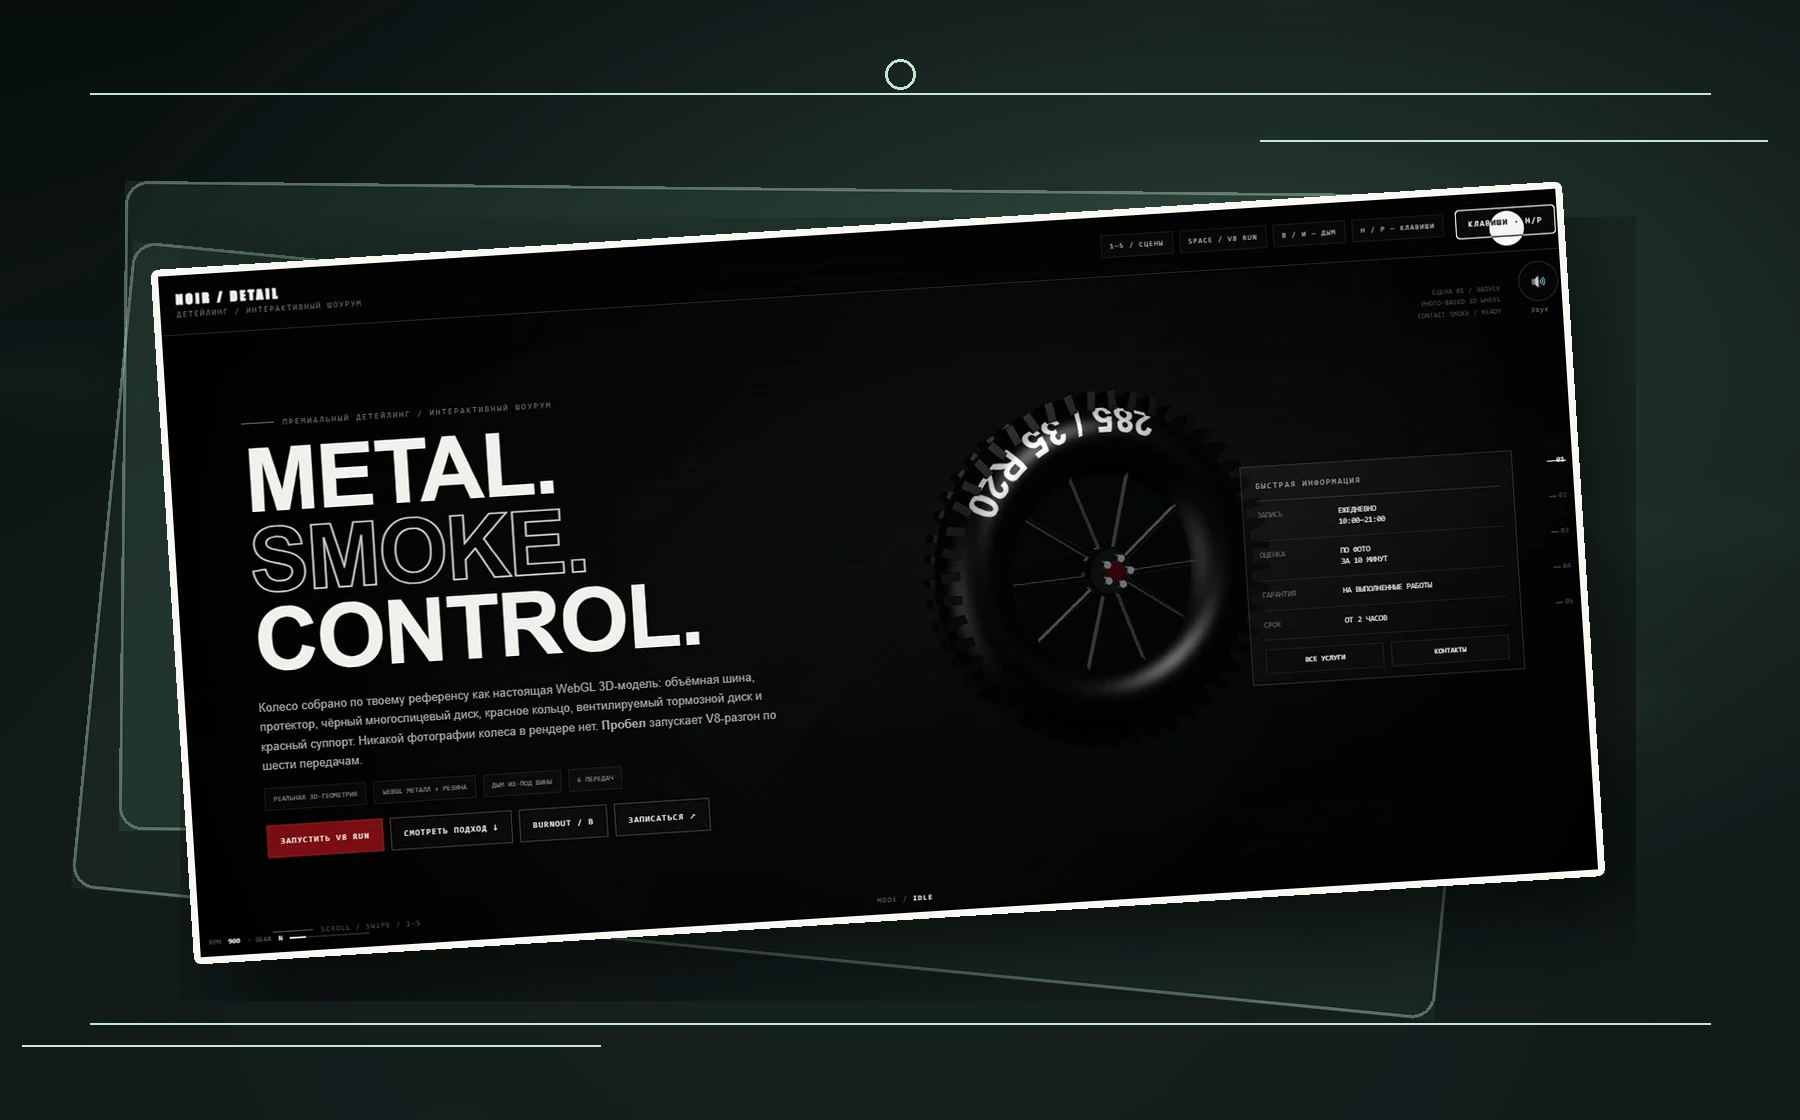 NOIR / DETAIL
ДЕТЕЙЛИНГ / ИНТЕРАКТИВНЫЙ ШОУРУМ
1–5 / СЦЕНЫ
SPACE / V8 RUN
B / И — ДЫМ
H / Р — КЛАВИШИ
КЛАВИШИ · H/P
СЦЕНА 01 / ЗАПУСК
PHOTO-BASED 3D WHEEL
CONTACT SMOKE / READY
Звук
ПРЕМИАЛЬНЫЙ ДЕТЕЙЛИНГ / ИНТЕРАКТИВНЫЙ ШОУРУМ
METAL.
SMOKE.
CONTROL.
Колесо собрано по твоему референсу как настоящая WebGL 3D-модель: объёмная шина,
протектор, чёрный многоспицевый диск, красное кольцо, вентилируемый тормозной диск и
красный суппорт. Никакой фотографии колеса в рендере нет. Пробел запускает V8-разгон по
шести передачам.
РЕАЛЬНАЯ 3D-ГЕОМЕТРИЯ
WEBGL МЕТАЛЛ + РЕЗИНА
ДЫМ ИЗ-ПОД ШИНЫ
6 ПЕРЕДАЧ
ЗАПУСТИТЬ V8 RUN
СМОТРЕТЬ ПОДХОД ↓
BURNOUT / B
ЗАПИСАТЬСЯ ↗
285 / 35 R20
БЫСТРАЯ ИНФОРМАЦИЯ
ЗАПИСЬ
ЕЖЕДНЕВНО
10:00–21:00
ОЦЕНКА
ПО ФОТО
ЗА 10 МИНУТ
ГАРАНТИЯ
НА ВЫПОЛНЕННЫЕ РАБОТЫ
СРОК
ОТ 2 ЧАСОВ
ВСЕ УСЛУГИ
КОНТАКТЫ
01
02
03
04
05
MODE / IDLE
SCROLL / SWIPE / 1–5
RPM 900 · GEAR N